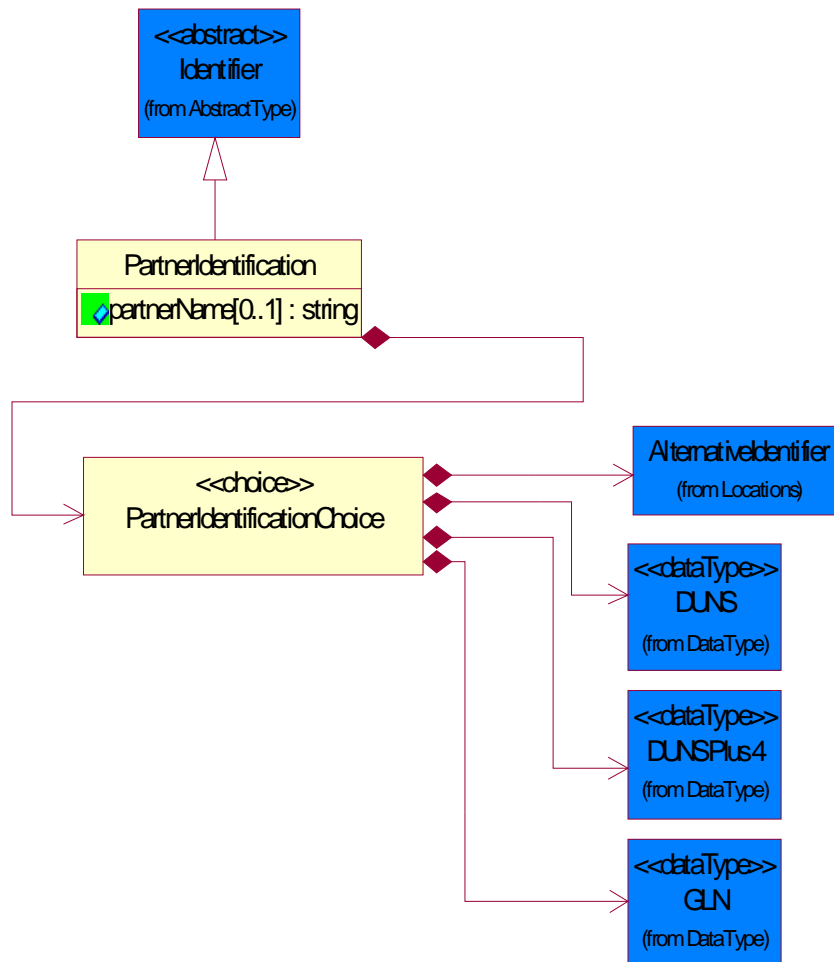 <<abstract>>
Identifier
(from AbstractType)
PartnerIdentification
partnerName[0..1] : string
<<choice>>
PartnerIdentificationChoice
AlternativeIdentifier
(from Locations)
<<dataType>>
DUNS
(from DataType)
<<dataType>>
DUNSPlus4
(from DataType)
<<dataType>>
GLN
(from DataType)